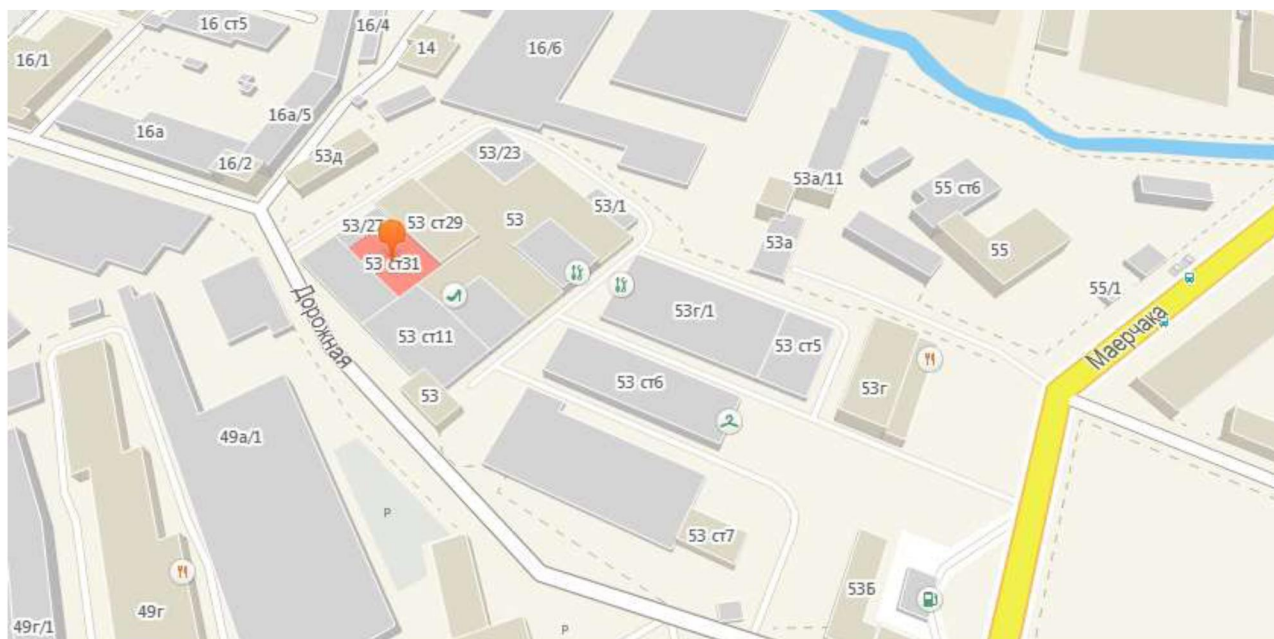 16 ст5
16/4
14
16/1
16/6
16а
16а/5
16/2
53д
53/23
53/27
53 ст29
53
53/1
53 ст31
53а/11
53а
55 ст6
55
55/1
Маерчака
Дорожная
53 ст11
53г/1
53 ст5
53 ст6
53г
53
49а/1
P
53 ст7
53Б
49г
49г/1
P